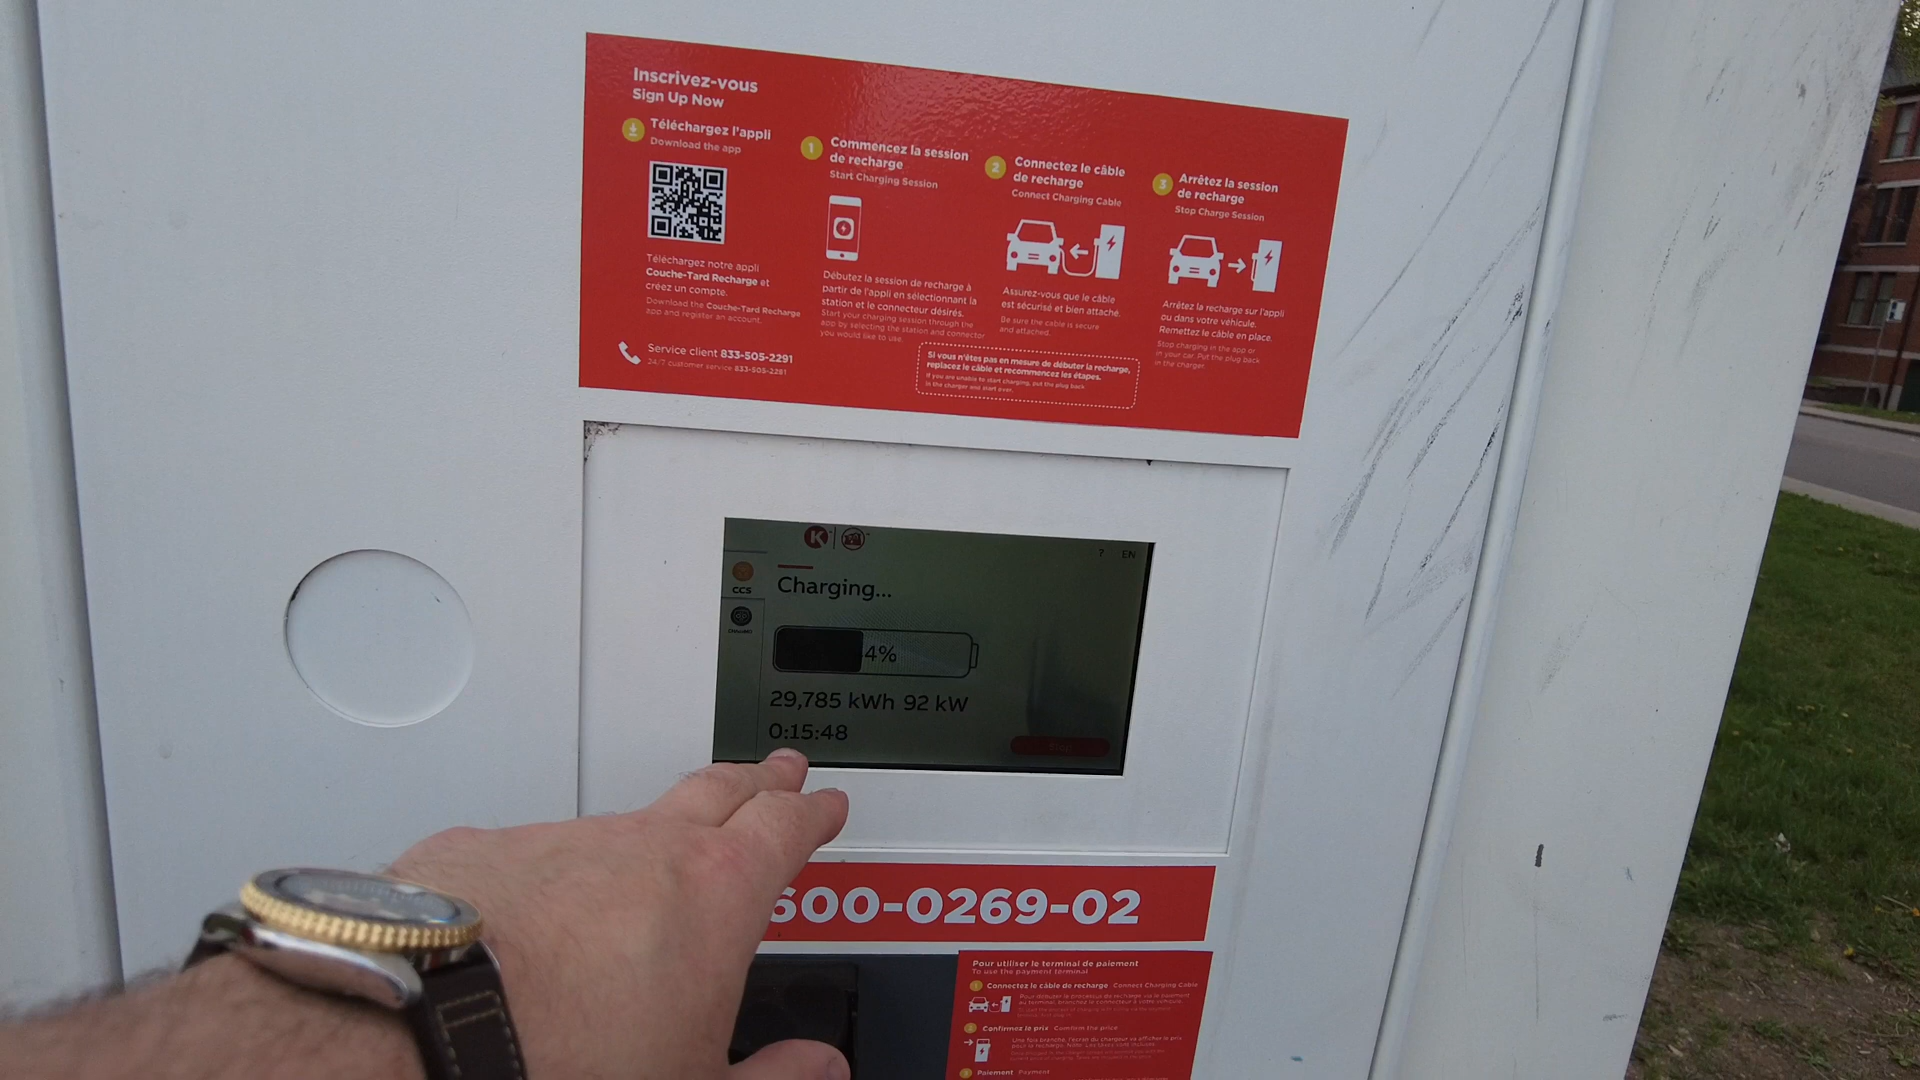 Inscrivez-vous
Sign Up Now
Téléchargez l'appli
Download the app
Téléchargez notre appli
Couche-Tard Recharge et
créez un compte.
Download the Couche-Tard Recharge
app and register an account.
1
Commencez la session
de recharge
Start Charging Session
Débutez la session de recharge à
partir de l'appli en sélectionnant la
station et le connecteur désirés.
Start your charging session through the
app by selecting the station and connector
you would like to use.
2
Connectez le câble
de recharge
Connect Charging Cable
Assurez-vous que le câble
est sécurisé et bien attaché.
Be sure the cable is secure
and attached.
3
Arrêtez la session
de recharge
Stop Charge Session
Arrêtez la recharge sur l'appli
ou dans votre véhicule.
Remettez le câble en place.
Stop charging in the app or
in your car. Put the plug back
in the charger.
Service client 833-505-2291
24/7 customer service 833-505-2291
Si vous n'êtes pas en mesure de débuter la recharge,
replacez le câble et recommencez les étapes.
If you are unable to start charging, put the plug back
in the charger and start over.
K
? EN
CCS
CHAdeMO
Charging...
4%
29,785 kWh 92 kW
0:15:48
Stop
600-0269-02
Pour utiliser le terminal de paiement
To use the payment terminal
1 Connectez le câble de recharge Connect Charging Cable
2 Confirmez le prix Confirm the price
3 Paiement Payment